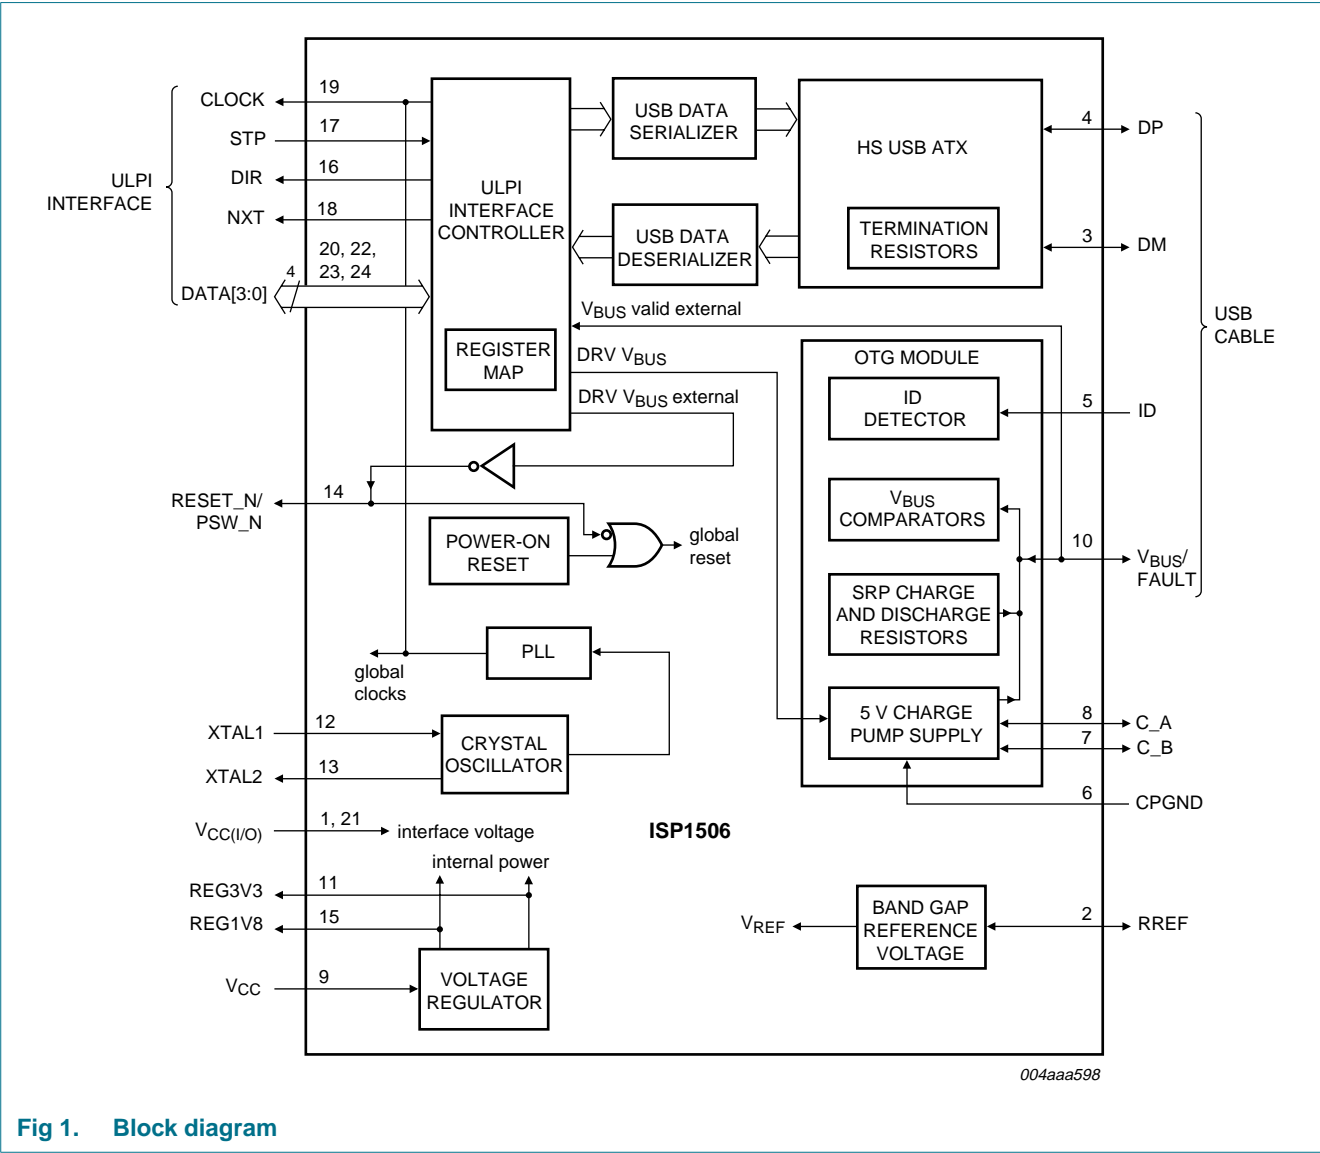 CLOCK
19
STP
17
DIR
16
NXT
18
ULPI
INTERFACE
20, 22,
23, 24
4
DATA[3:0]
ULPI
INTERFACE
CONTROLLER
REGISTER
MAP
USB DATA
SERIALIZER
USB DATA
DESERIALIZER
HS USB ATX
TERMINATION
RESISTORS
4
DP
3
DM
USB
CABLE
VBUS valid external
DRV VBUS
DRV VBUS external
OTG MODULE
ID
DETECTOR
5
ID
VBUS
COMPARATORS
10
VBUS/
FAULT
SRP CHARGE
AND DISCHARGE
RESISTORS
5 V CHARGE
PUMP SUPPLY
8
C_A
7
C_B
6
CPGND
RESET_N/
PSW_N
14
POWER-ON
RESET
global
reset
PLL
global
clocks
XTAL1
12
XTAL2
13
CRYSTAL
OSCILLATOR
VCC(I/O)
1, 21
interface voltage
ISP1506
internal power
REG3V3
11
REG1V8
15
VCC
9
VOLTAGE
REGULATOR
VREF
BAND GAP
REFERENCE
VOLTAGE
2
RREF
004aaa598
Fig 1. Block diagram